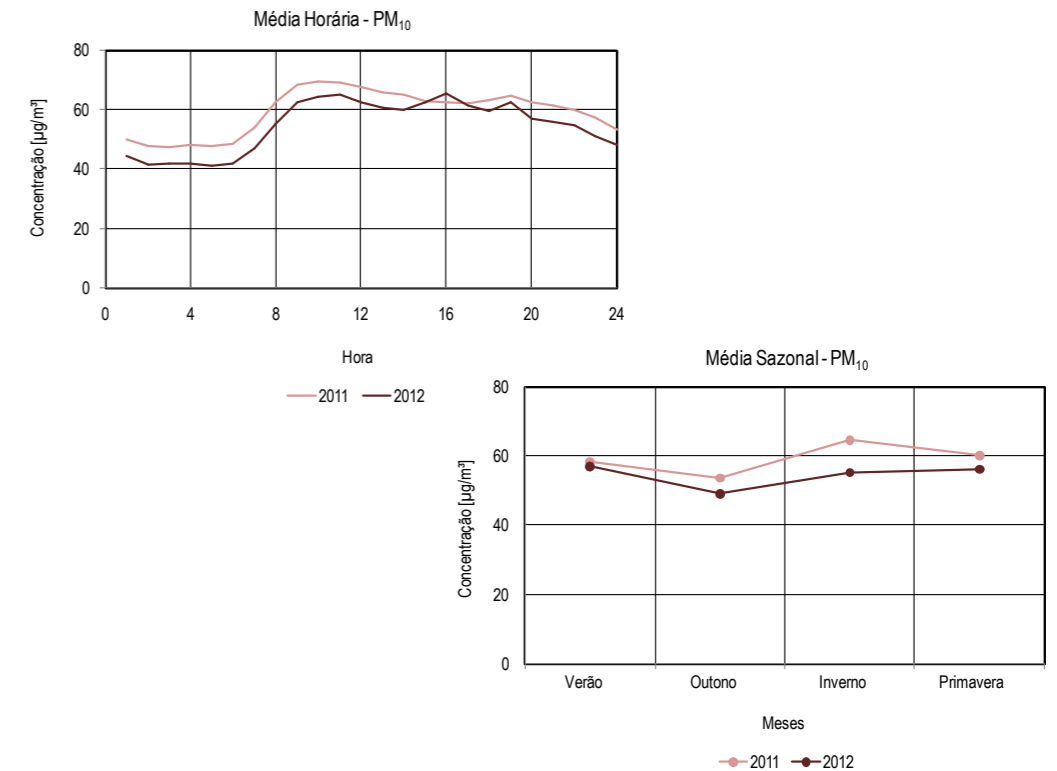 Média Horária - PM10
Concentração [µg/m³]
80
60
40
20
0
0 4 8 12 16 20 24
Hora
2011 2012
Média Sazonal - PM10
Concentração [µg/m³]
80
60
40
20
0
Verão Outono Inverno Primavera
Meses
2011 2012